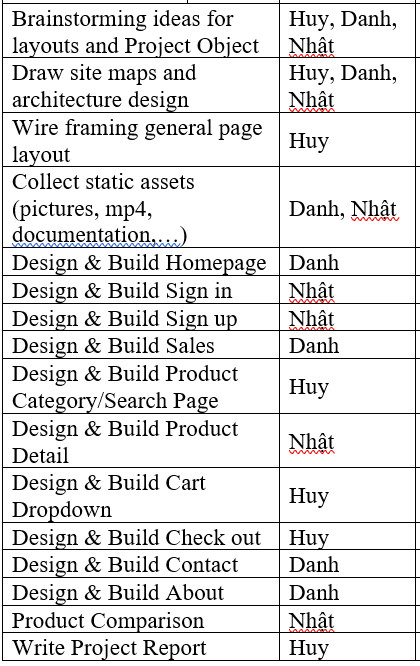 Brainstorming ideas for
layouts and Project Object
Huy, Danh,
Nhật
Draw site maps and
architecture design
Huy, Danh,
Nhật
Wire framing general page
layout
Huy
Collect static assets
(pictures, mp4,
documentation,…)
Danh, Nhật
Design & Build Homepage
Danh
Design & Build Sign in
Nhật
Design & Build Sign up
Nhật
Design & Build Sales
Danh
Design & Build Product
Category/Search Page
Huy
Design & Build Product
Detail
Nhật
Design & Build Cart
Dropdown
Huy
Design & Build Check out
Huy
Design & Build Contact
Danh
Design & Build About
Danh
Product Comparison
Nhật
Write Project Report
Huy